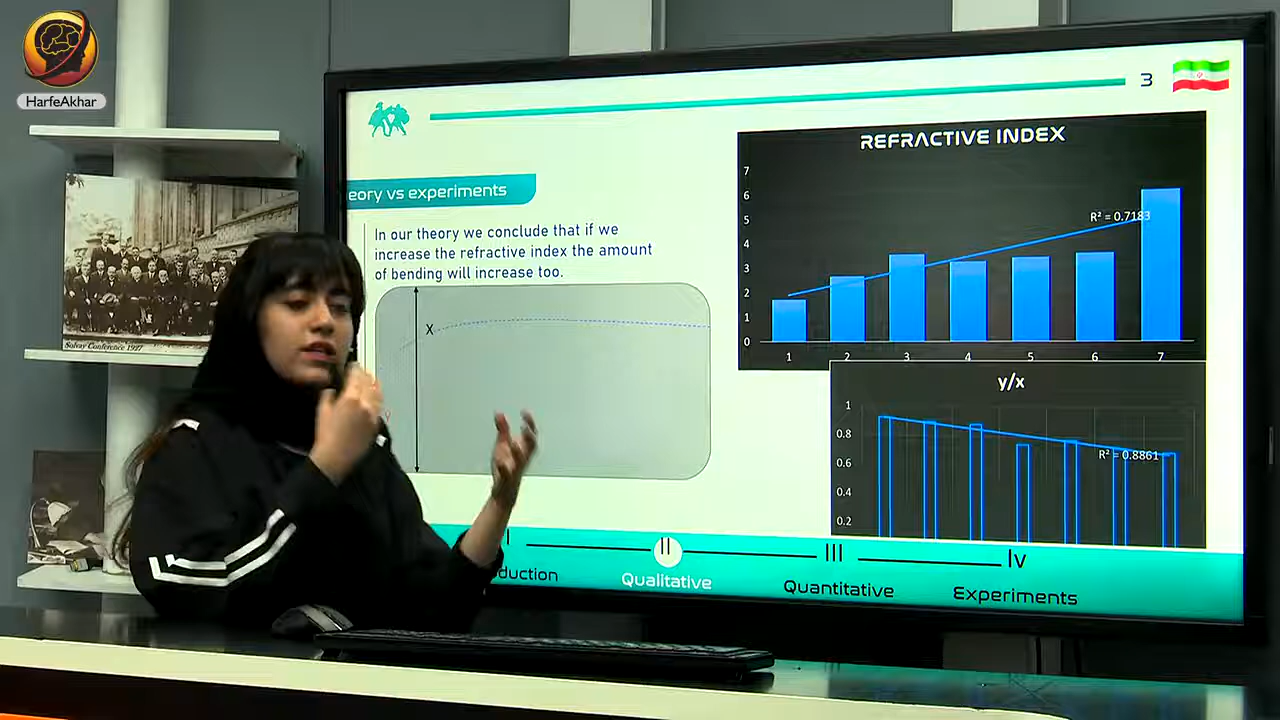 HarfeAkhar
3
eory vs experiments
In our theory we conclude that if we
increase the refractive index the amount
of bending will increase too.
X
REFRACTIVE INDEX
7
6
5
4
3
2
1
0
R² = 0.7183
1 2 3 4 5 6 7
y/x
1
0.8
0.6
0.4
0.2
R² = 0.8861
I II III IV
duction Qualitative Quantitative Experiments
Solvay Conference 1927